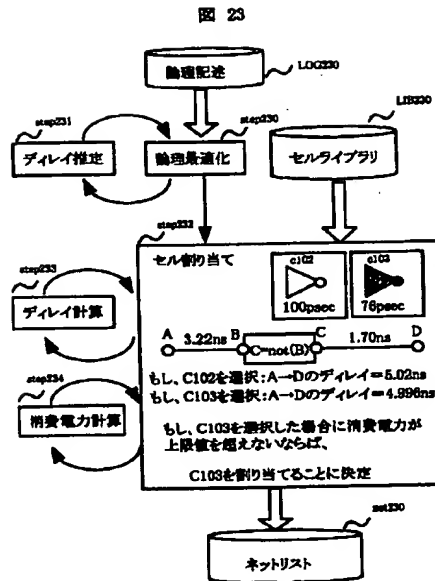 図 23
論理記述
LOG230
step231
step230
LIB230
ディレイ推定
論理最適化
セルライブラリ
step232
セル割り当て
c102
c103
100psec
76psec
step233
ディレイ計算
A 3.22ns B C=not(B) C 1.70ns D
もし、C102を選択:A→Dのディレイ=5.02ns
もし、C103を選択:A→Dのディレイ=4.996ns
step234
消費電力計算
もし、C103を選択した場合に消費電力が
上限値を超えないならば、
C103を割り当てることに決定
net230
ネットリスト